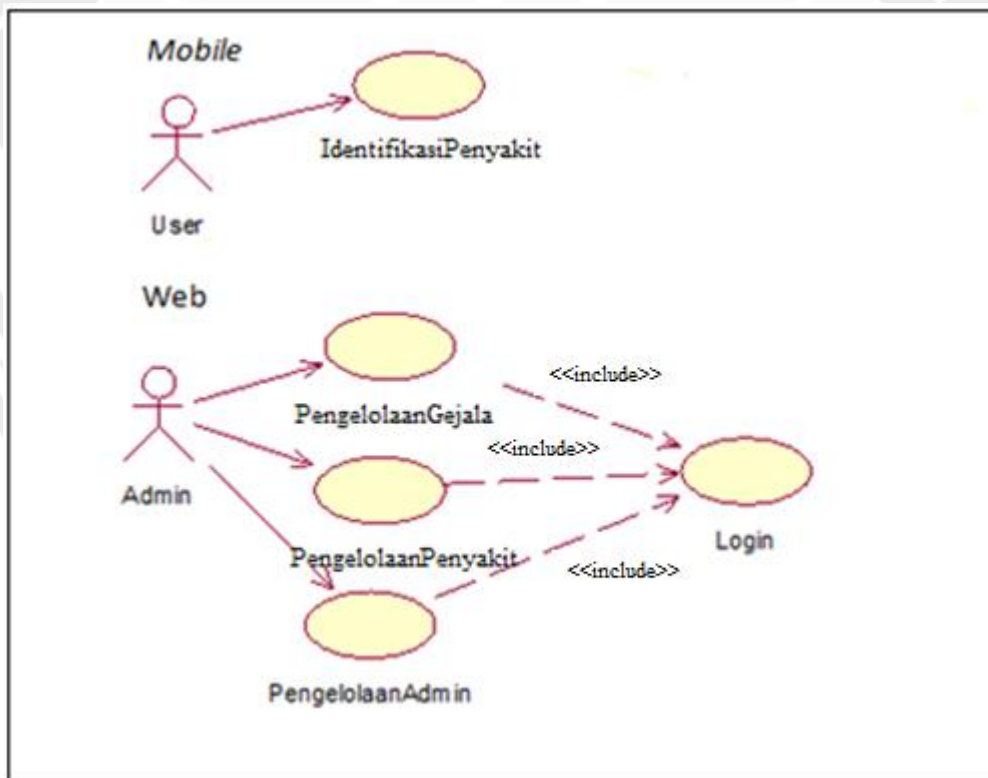 Mobile
IdentifikasiPenyakit
User
Web
<<include>>
PengelolaanGejala
<<include>>
Admin
Login
PengelolaanPenyakit
<<include>>
PengelolaanAdmin